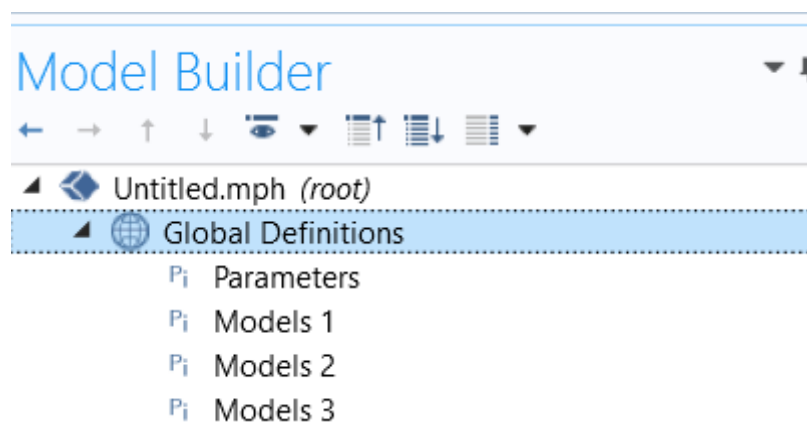 Model Builder
Untitled.mph (root)
Global Definitions
Pi Parameters
Pi Models 1
Pi Models 2
Pi Models 3